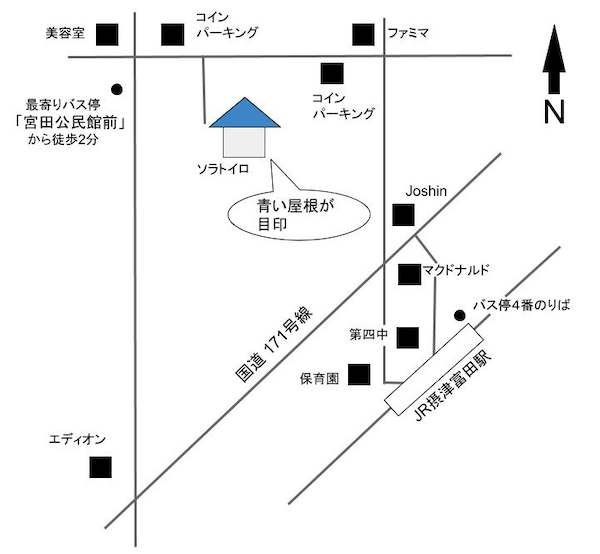 美容室
コイン
パーキング
ファミマ
コイン
パーキング
最寄りバス停
「宮田公民館前」
から徒歩2分
N
ソラトイロ
青い屋根が
目印
Joshin
マクドナルド
バス停4番のりば
第四中
国道 171号線
保育園
JR摂津富田駅
エディオン